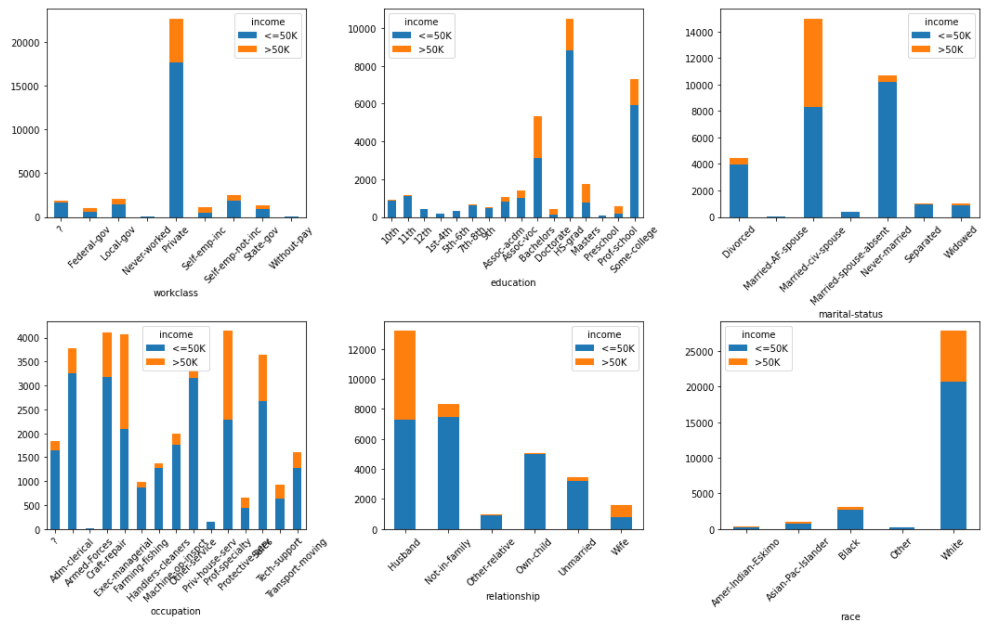 income
<=50K
>50K
20000
15000
10000
5000
0
?
Federal-gov
Local-gov
Never-worked
Private
Self-emp-inc
Self-emp-not-inc
State-gov
Without-pay
workclass
income
<=50K
>50K
10000
8000
6000
4000
2000
0
10th
11th
12th
1st-4th
5th-6th
7th-8th
9th
Assoc-acdm
Assoc-voc
Bachelors
Doctorate
HS-grad
Masters
Preschool
Prof-school
Some-college
education
income
<=50K
>50K
14000
12000
10000
8000
6000
4000
2000
0
Divorced
Married-AF-spouse
Married-civ-spouse
Married-spouse-absent
Never-married
Separated
Widowed
marital-status
income
<=50K
>50K
4000
3500
3000
2500
2000
1500
1000
500
0
?
Adm-clerical
Armed-Forces
Craft-repair
Exec-managerial
Farming-fishing
Handlers-cleaners
Machine-op-inspct
Other-service
Priv-house-serv
Prof-specialty
Protective-serv
Sales
Tech-support
Transport-moving
occupation
income
<=50K
>50K
12000
10000
8000
6000
4000
2000
0
Husband
Not-in-family
Other-relative
Own-child
Unmarried
Wife
relationship
income
<=50K
>50K
25000
20000
15000
10000
5000
0
Amer-Indian-Eskimo
Asian-Pac-Islander
Black
Other
White
race